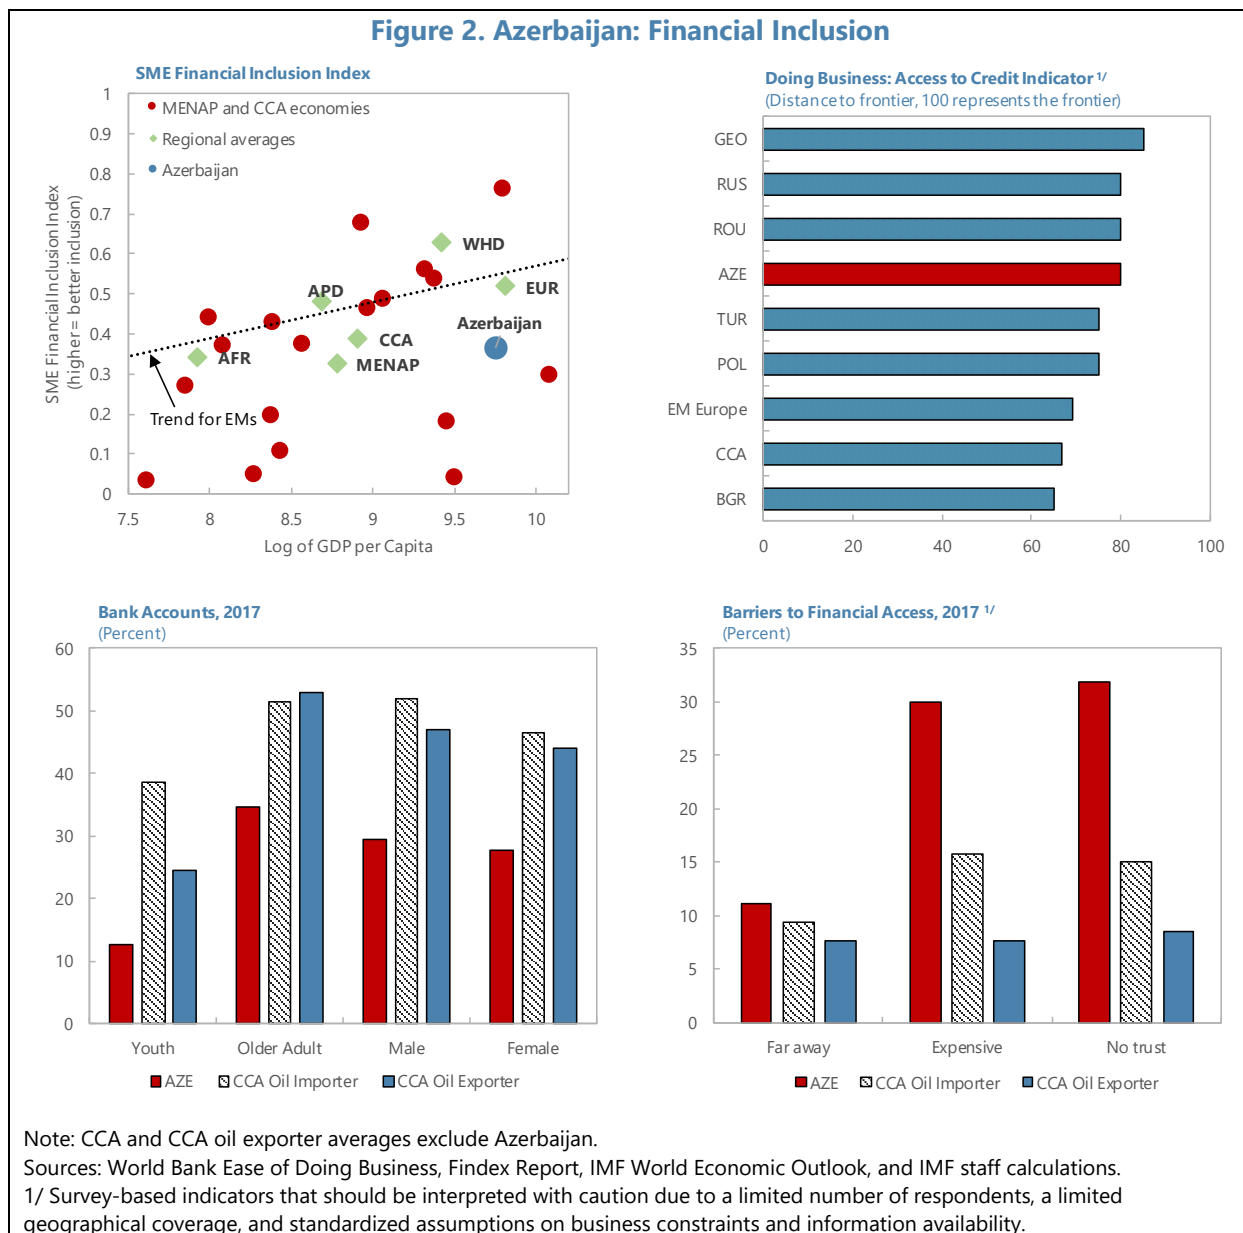 Figure 2. Azerbaijan: Financial Inclusion
SME Financial Inclusion Index
SME Financial Inclusion Index
(higher = better inclusion)
1
0.9
0.8
0.7
0.6
0.5
0.4
0.3
0.2
0.1
0
MENAP and CCA economies
Regional averages
Azerbaijan
WHD
APD
EUR
Azerbaijan
CCA
AFR
MENAP
Trend for EMs
7.5 8 8.5 9 9.5 10
Log of GDP per Capita
Doing Business: Access to Credit Indicator 1/
(Distance to frontier, 100 represents the frontier)
GEO
RUS
ROU
AZE
TUR
POL
EM Europe
CCA
BGR
0 20 40 60 80 100
Bank Accounts, 2017
(Percent)
60
50
40
30
20
10
0
Youth Older Adult Male Female
AZE CCA Oil Importer CCA Oil Exporter
Barriers to Financial Access, 2017 1/
(Percent)
35
30
25
20
15
10
5
0
Far away Expensive No trust
AZE CCA Oil Importer CCA Oil Exporter
Note: CCA and CCA oil exporter averages exclude Azerbaijan.
Sources: World Bank Ease of Doing Business, Findex Report, IMF World Economic Outlook, and IMF staff calculations.
1/ Survey-based indicators that should be interpreted with caution due to a limited number of respondents, a limited
geographical coverage, and standardized assumptions on business constraints and information availability.